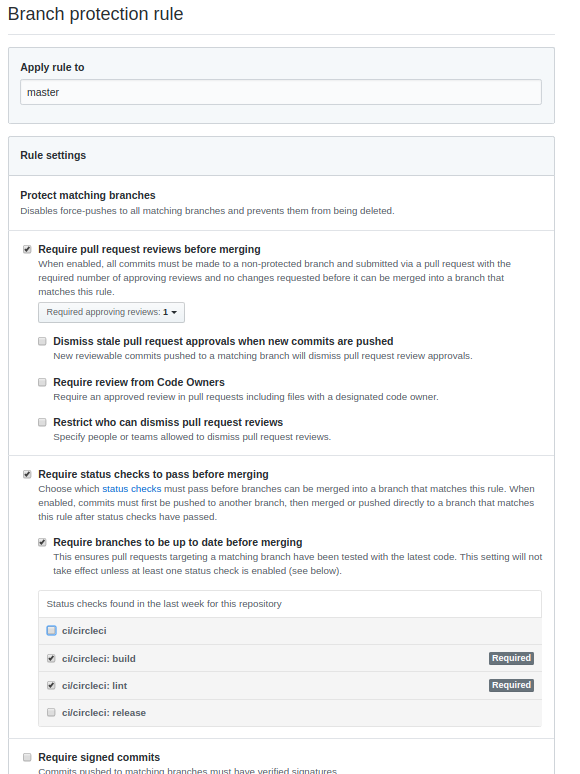 Branch protection rule
Apply rule to
master
Rule settings
Protect matching branches
Disables force-pushes to all matching branches and prevents them from being deleted.
Require pull request reviews before merging
When enabled, all commits must be made to a non-protected branch and submitted via a pull request with the
required number of approving reviews and no changes requested before it can be merged into a branch that
matches this rule.
Required approving reviews: 1
Dismiss stale pull request approvals when new commits are pushed
New reviewable commits pushed to a matching branch will dismiss pull request review approvals.
Require review from Code Owners
Require an approved review in pull requests including files with a designated code owner.
Restrict who can dismiss pull request reviews
Specify people or teams allowed to dismiss pull request reviews.
Require status checks to pass before merging
Choose which status checks must pass before branches can be merged into a branch that matches this rule. When
enabled, commits must first be pushed to another branch, then merged or pushed directly to a branch that matches
this rule after status checks have passed.
Require branches to be up to date before merging
This ensures pull requests targeting a matching branch have been tested with the latest code. This setting will not
take effect unless at least one status check is enabled (see below).
Status checks found in the last week for this repository
ci/circleci
ci/circleci: build Required
ci/circleci: lint Required
ci/circleci: release
Require signed commits
Commits pushed to matching branches must have verified signatures.